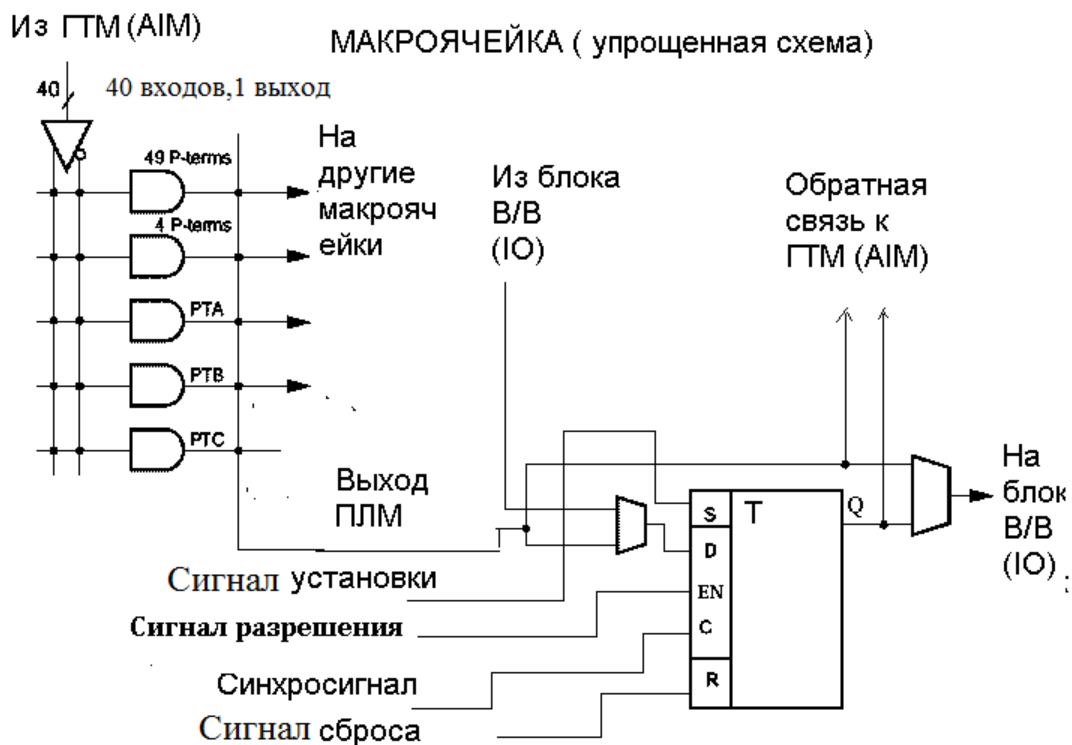 Из ГТМ (AIM)
МАКРОЯЧЕЙКА ( упрощенная схема)
40
40 входов,1 выход
49 P-terms
4 P-terms
PTA
PTB
PTC
На
другие
макрояч
ейки
Из блока
В/В
(IO)
Обратная
связь к
ГТМ (AIM)
Выход
ПЛМ
S
T
Q
D
EN
C
R
На
блок
В/В
(IO)
Сигнал установки
Сигнал разрешения
Синхросигнал
Сигнал сброса